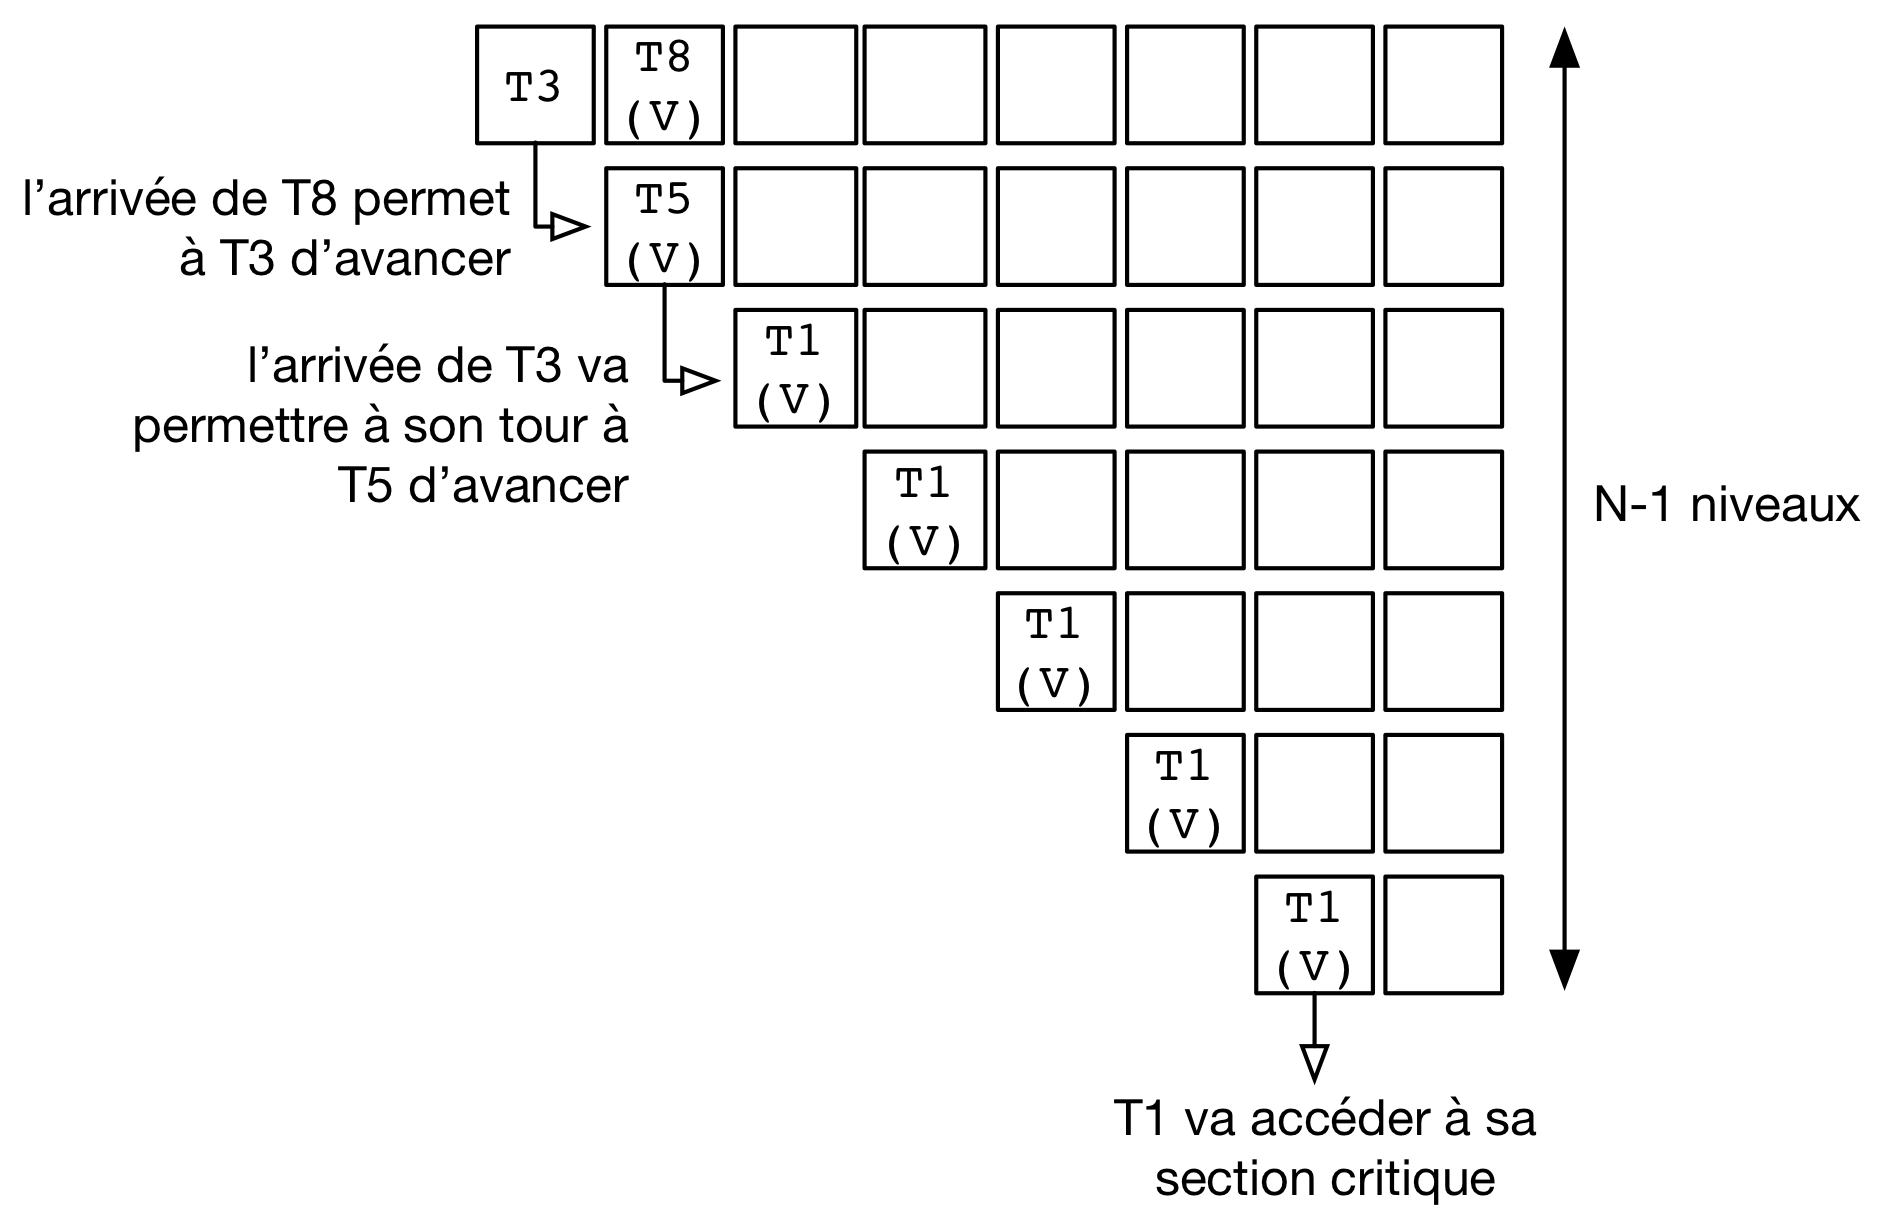 T3
T8
(V)
l'arrivée de T8 permet
à T3 d'avancer
T5
(V)
l'arrivée de T3 va
permettre à son tour à
T5 d'avancer
T1
(V)
T1
(V)
N-1 niveaux
T1
(V)
T1
(V)
T1
(V)
T1 va accéder à sa
section critique